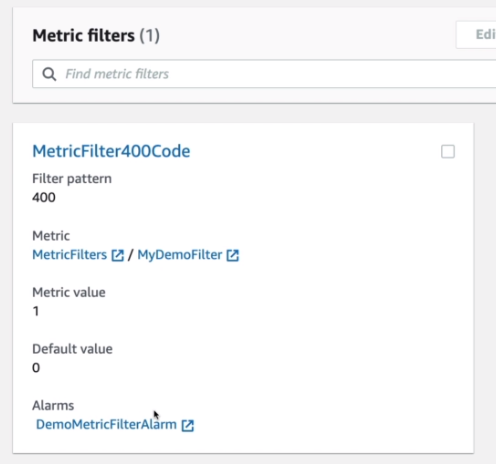 Metric filters (1)
Edi
Find metric filters
MetricFilter400Code
Filter pattern
400
Metric
MetricFilters / MyDemoFilter
Metric value
1
Default value
0
Alarms
DemoMetricFilterAlarm